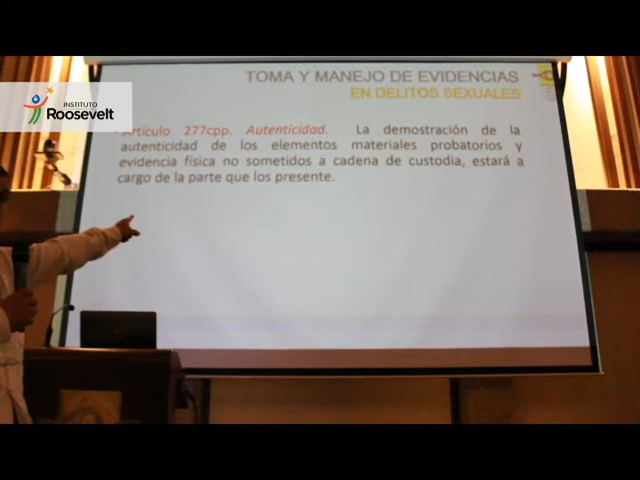 INSTITUTO
Roosevelt
TOMA Y MANEJO DE EVIDENCIAS
EN DELITOS SEXUALES
Artículo 277cpp. Autenticidad. La demostración de la
autenticidad de los elementos materiales probatorios y
evidencia física no sometidos a cadena de custodia, estará a
cargo de la parte que los presente.